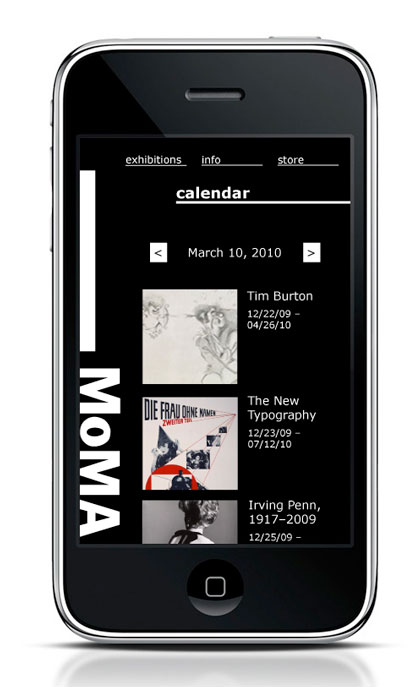 exhibitions info store
calendar
< March 10, 2010 >
Tim Burton
12/22/09 –
04/26/10
DIE FRAU OHNE NAMEN
ZWEITER TEIL
The New
Typography
12/23/09 –
07/12/10
Irving Penn,
1917–2009
12/25/09 –
MoMA